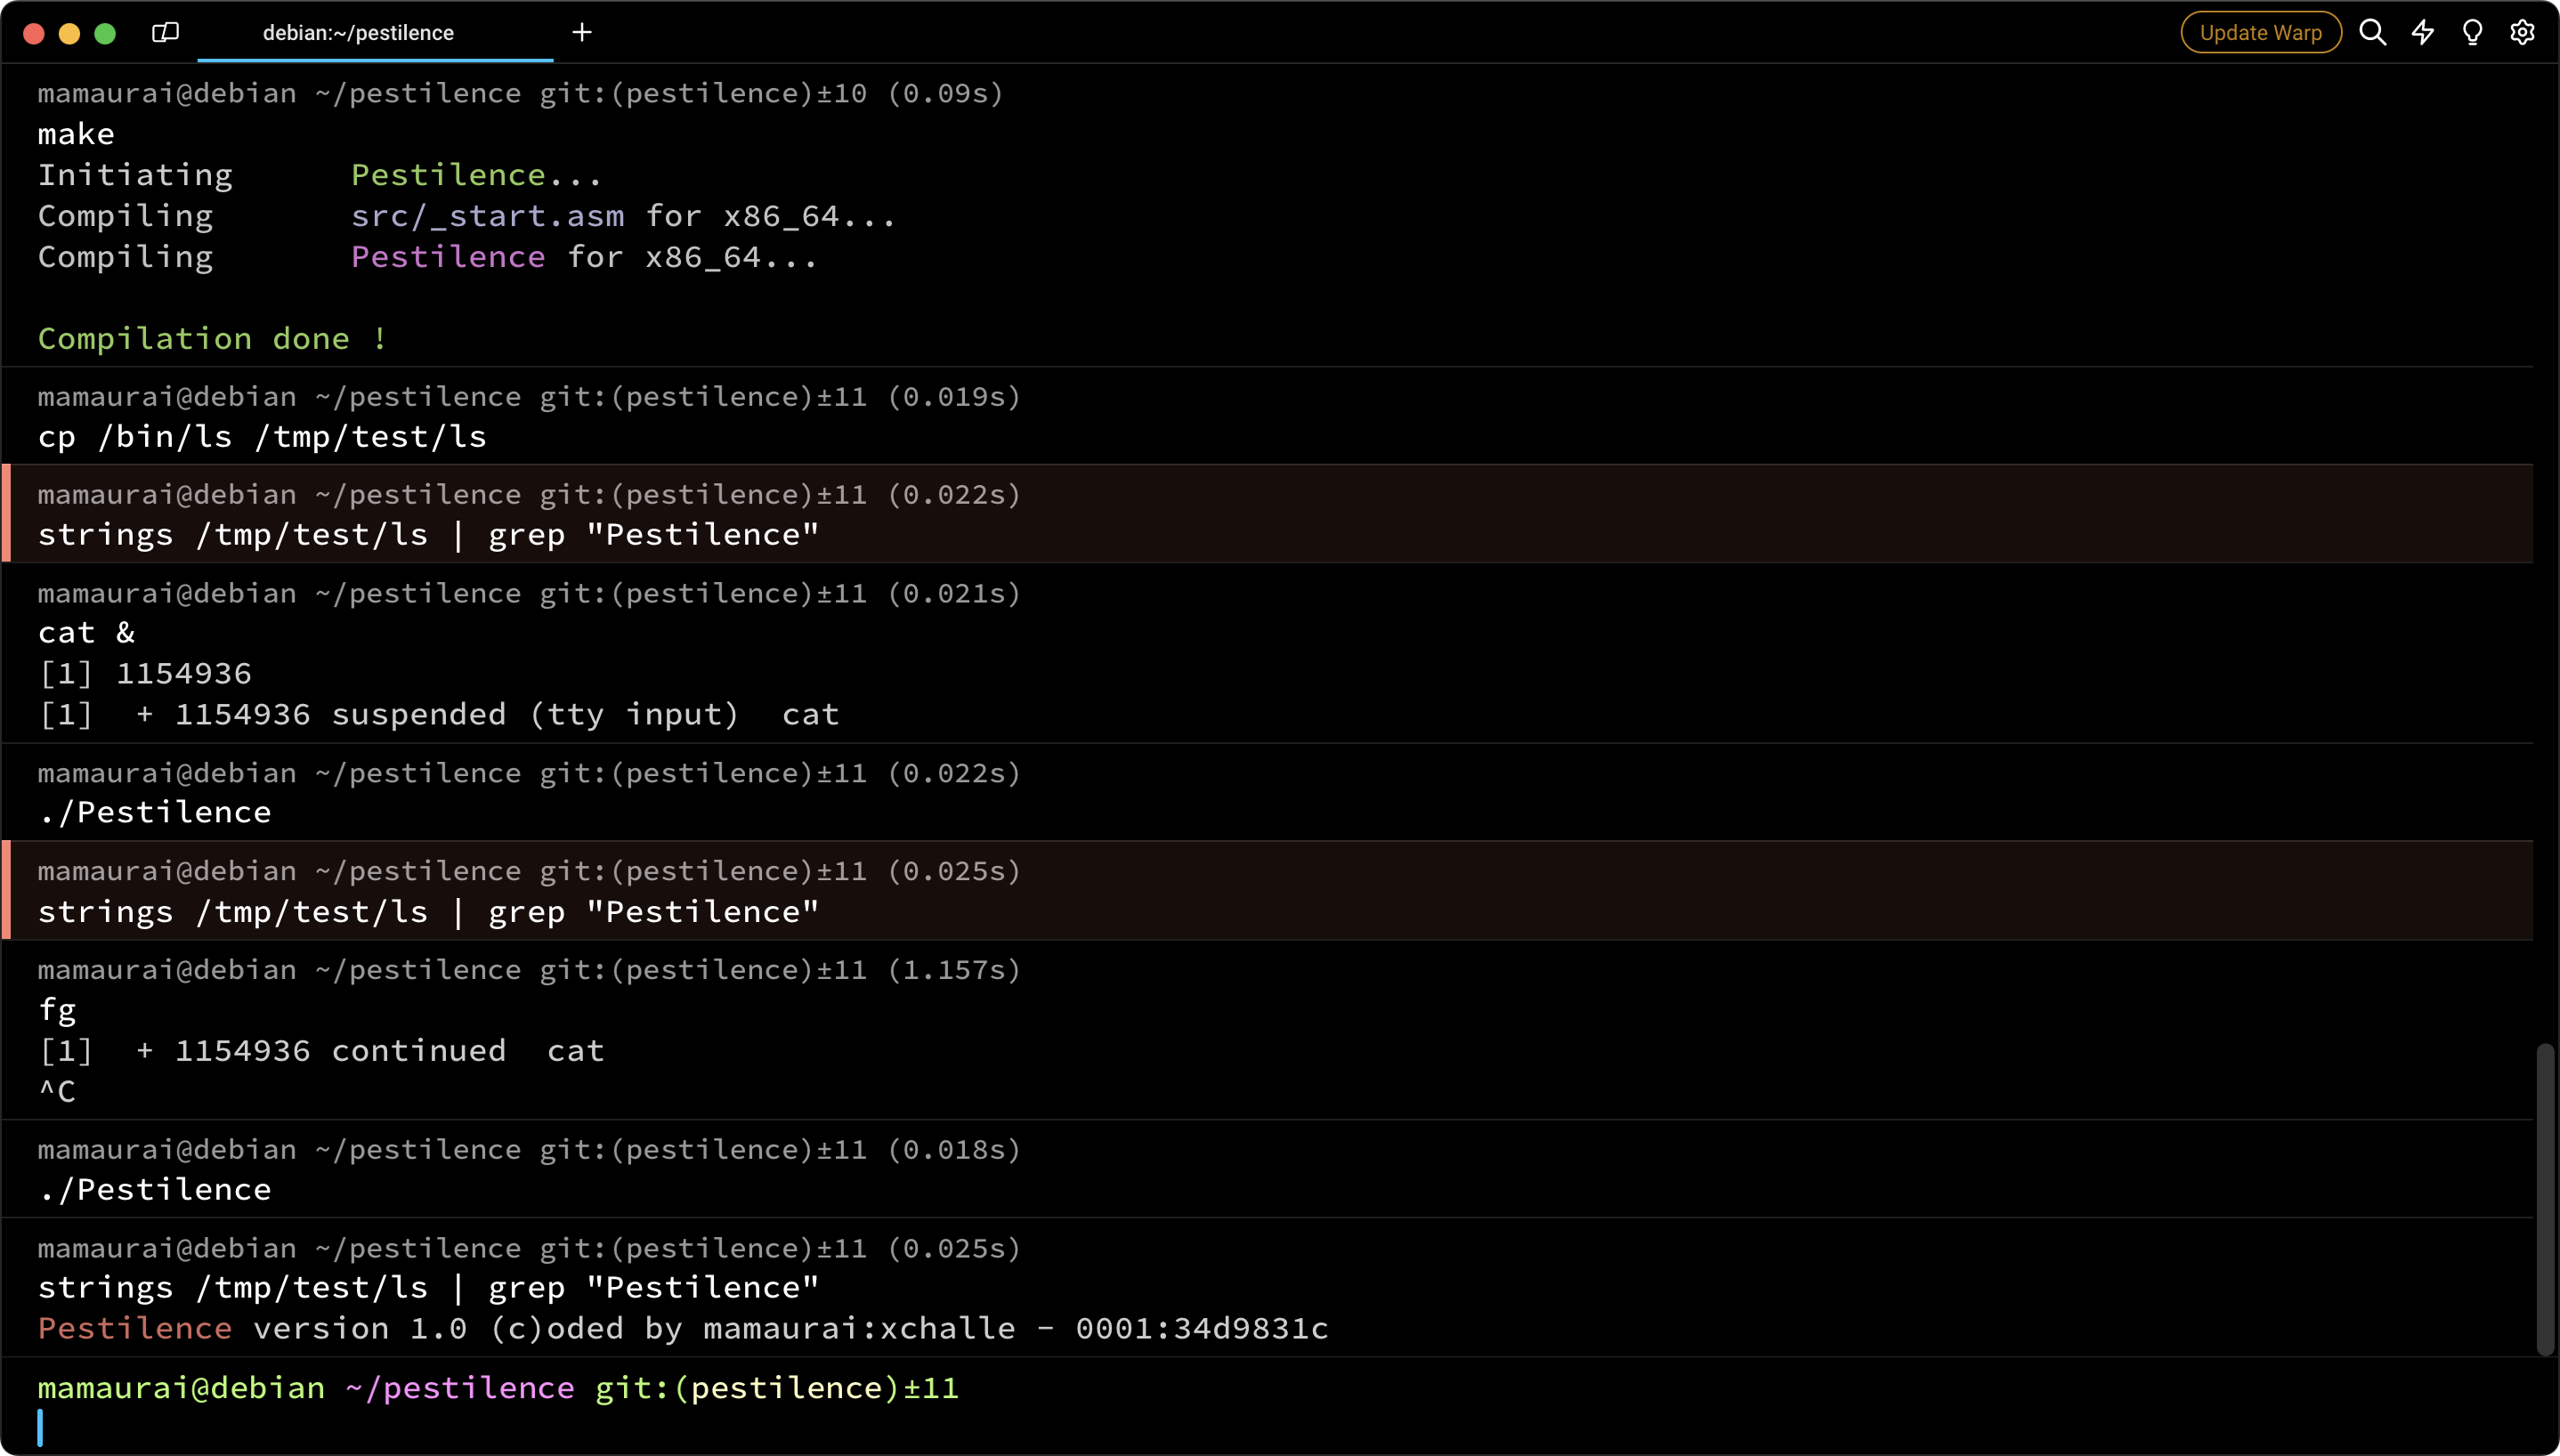 debian:~/pestilence
Update Warp
mamaurai@debian ~/pestilence git:(pestilence)±10 (0.09s)
make
Initiating Pestilence...
Compiling src/_start.asm for x86_64...
Compiling Pestilence for x86_64...
Compilation done !
mamaurai@debian ~/pestilence git:(pestilence)±11 (0.019s)
cp /bin/ls /tmp/test/ls
mamaurai@debian ~/pestilence git:(pestilence)±11 (0.022s)
strings /tmp/test/ls | grep "Pestilence"
mamaurai@debian ~/pestilence git:(pestilence)±11 (0.021s)
cat &
[1] 1154936
[1]  + 1154936 suspended (tty input)  cat
mamaurai@debian ~/pestilence git:(pestilence)±11 (0.022s)
./Pestilence
mamaurai@debian ~/pestilence git:(pestilence)±11 (0.025s)
strings /tmp/test/ls | grep "Pestilence"
mamaurai@debian ~/pestilence git:(pestilence)±11 (1.157s)
fg
[1]  + 1154936 continued  cat
^C
mamaurai@debian ~/pestilence git:(pestilence)±11 (0.018s)
./Pestilence
mamaurai@debian ~/pestilence git:(pestilence)±11 (0.025s)
strings /tmp/test/ls | grep "Pestilence"
Pestilence version 1.0 (c)oded by mamaurai:xchalle - 0001:34d9831c
mamaurai@debian ~/pestilence git:(pestilence)±11